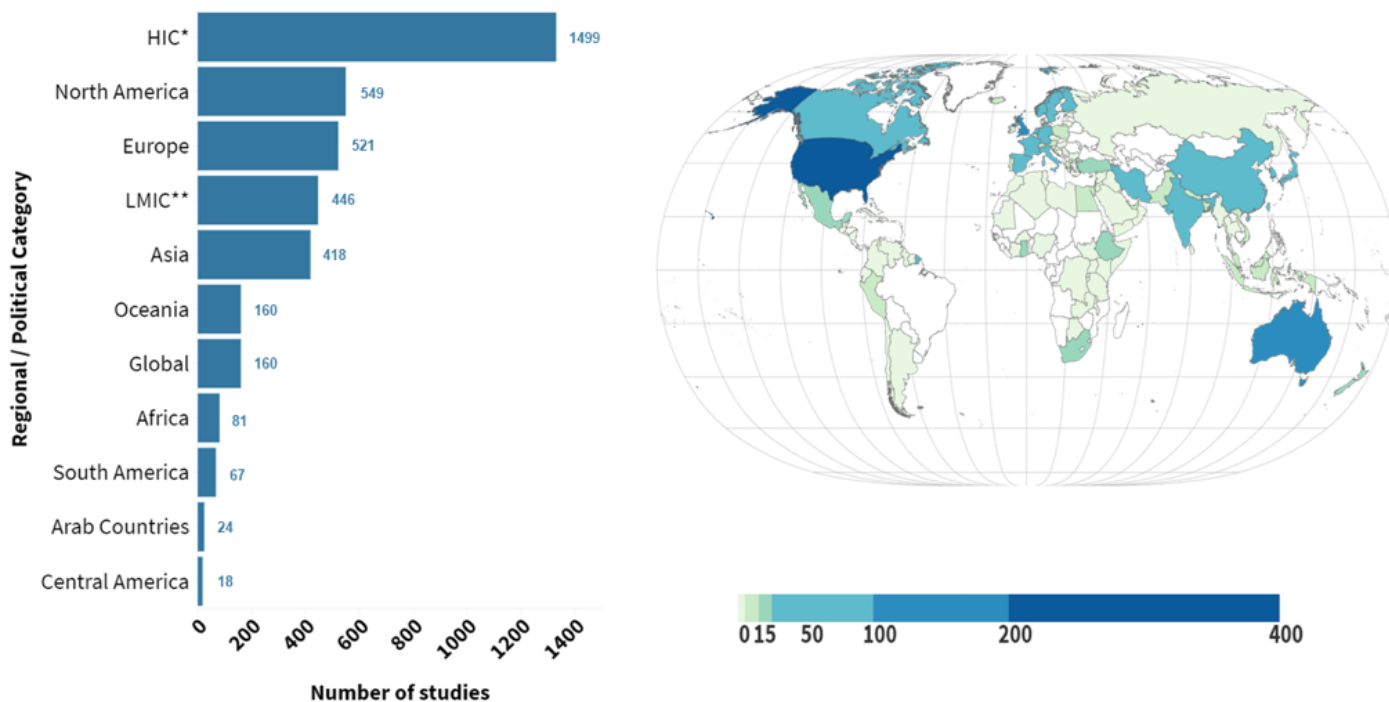 Regional / Political Category
HIC* 1499
North America 549
Europe 521
LMIC** 446
Asia 418
Oceania 160
Global 160
Africa 81
South America 67
Arab Countries 24
Central America 18
0 200 400 600 800 1000 1200 1400
Number of studies
0 15 50 100 200 400